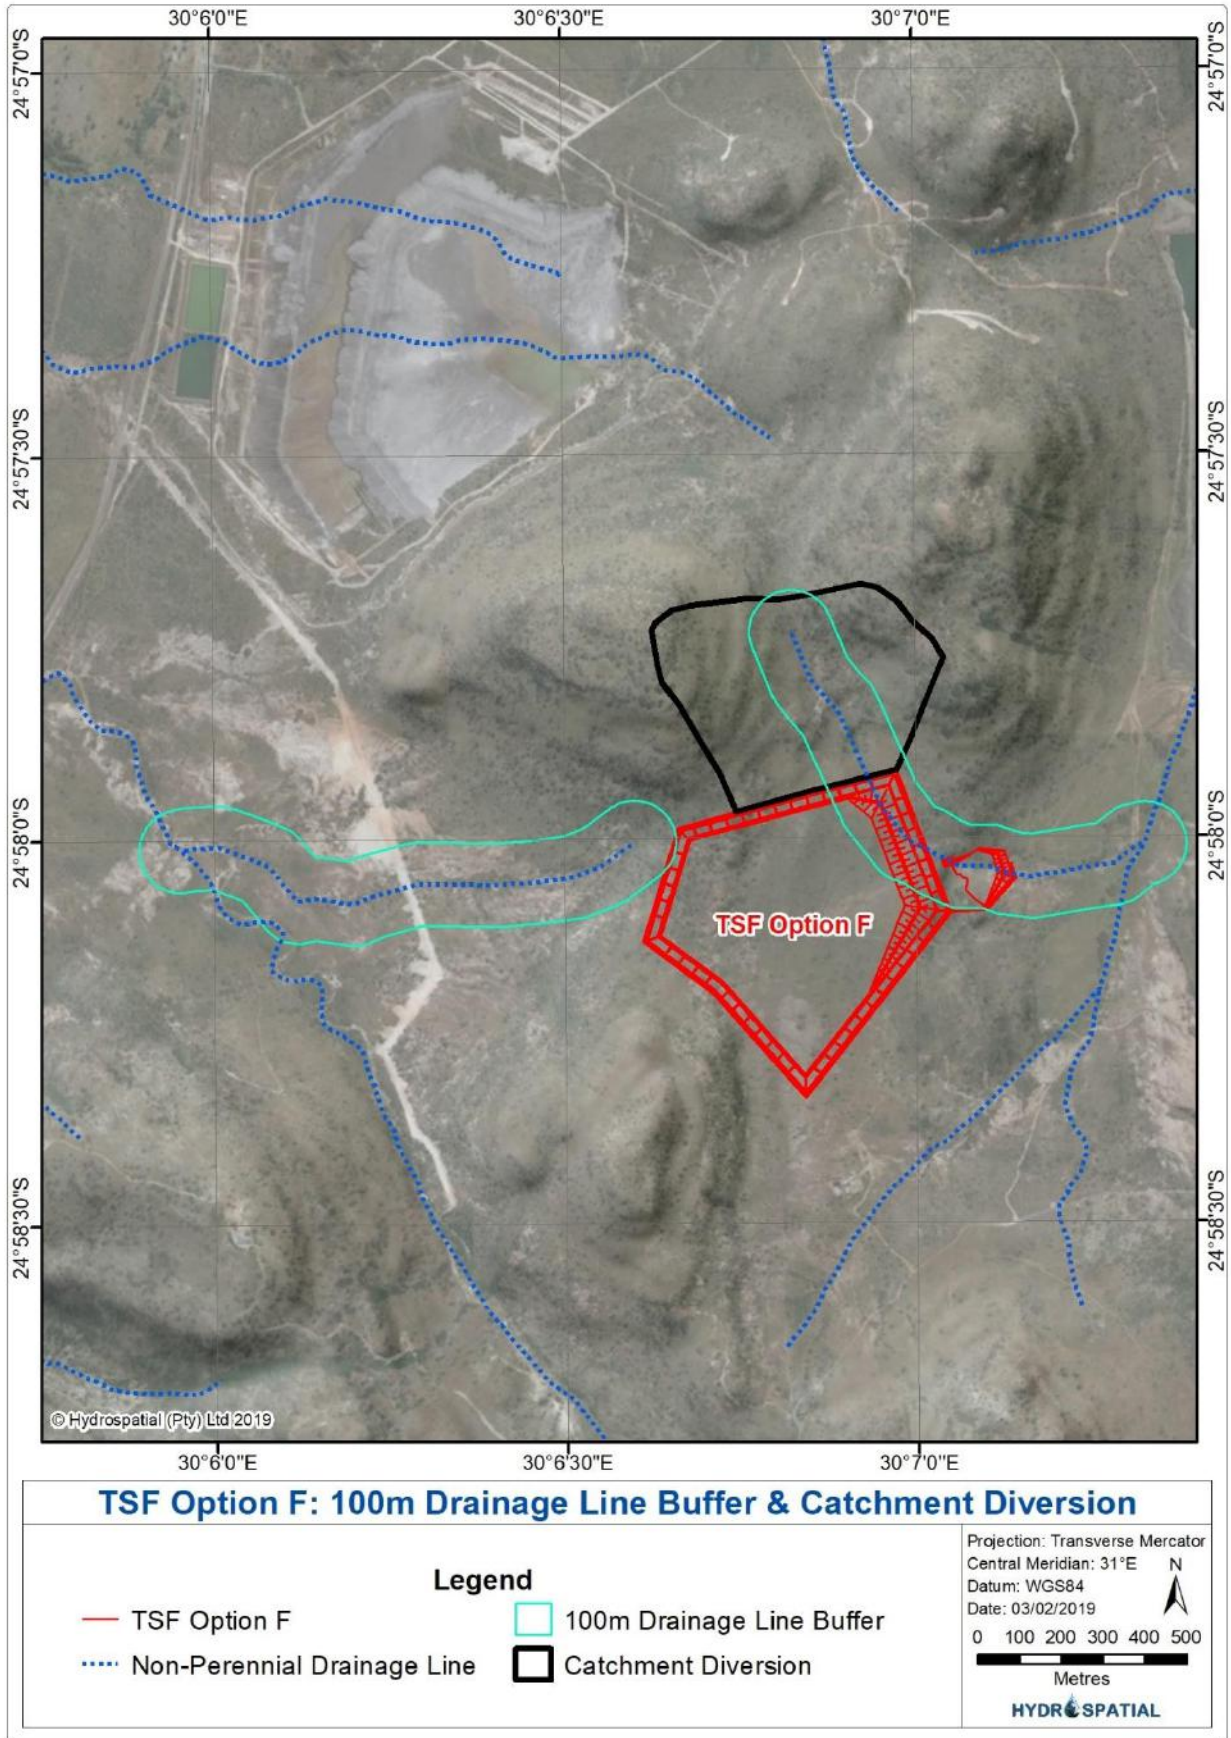 30°6'0"E 30°6'30"E 30°7'0"E
24°57'0"S 24°57'0"S
24°57'30"S 24°57'30"S
24°58'0"S 24°58'0"S
TSF Option F
24°58'30"S 24°58'30"S
© Hydrospatial (Pty) Ltd 2019
30°6'0"E 30°6'30"E 30°7'0"E
TSF Option F: 100m Drainage Line Buffer & Catchment Diversion
Legend
TSF Option F 100m Drainage Line Buffer
Non-Perennial Drainage Line Catchment Diversion
Projection: Transverse Mercator
Central Meridian: 31°E N
Datum: WGS84
Date: 03/02/2019
0 100 200 300 400 500
Metres
HYDROSPATIAL